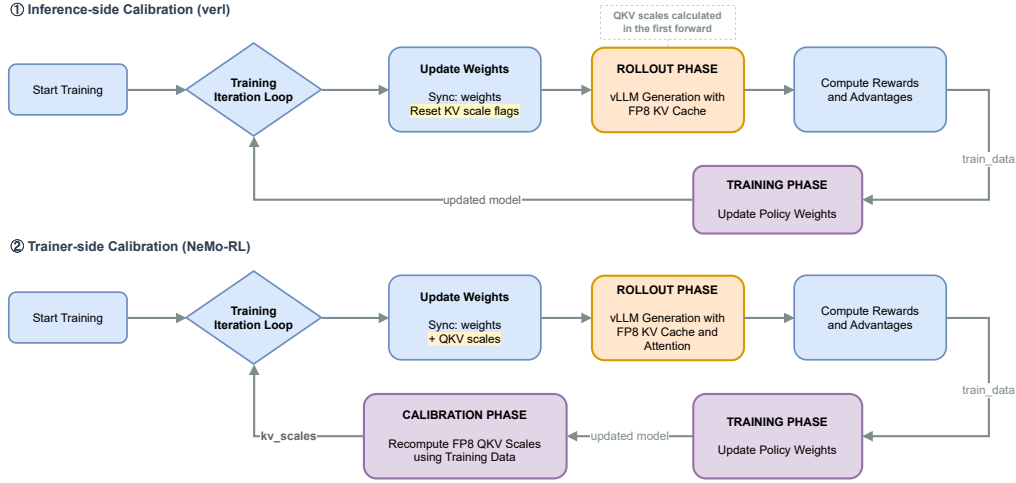 ① Inference-side Calibration (verl)
QKV scales calculated
in the first forward
Start Training
Training
Iteration Loop
Update Weights
Sync: weights
Reset KV scale flags
ROLLOUT PHASE
vLLM Generation with
FP8 KV Cache
Compute Rewards
and Advantages
train_data
TRAINING PHASE
Update Policy Weights
updated model
② Trainer-side Calibration (NeMo-RL)
Start Training
Training
Iteration Loop
Update Weights
Sync: weights
+ QKV scales
ROLLOUT PHASE
vLLM Generation with
FP8 KV Cache and
Attention
Compute Rewards
and Advantages
train_data
TRAINING PHASE
Update Policy Weights
updated model
CALIBRATION PHASE
Recompute FP8 QKV Scales
using Training Data
kv_scales